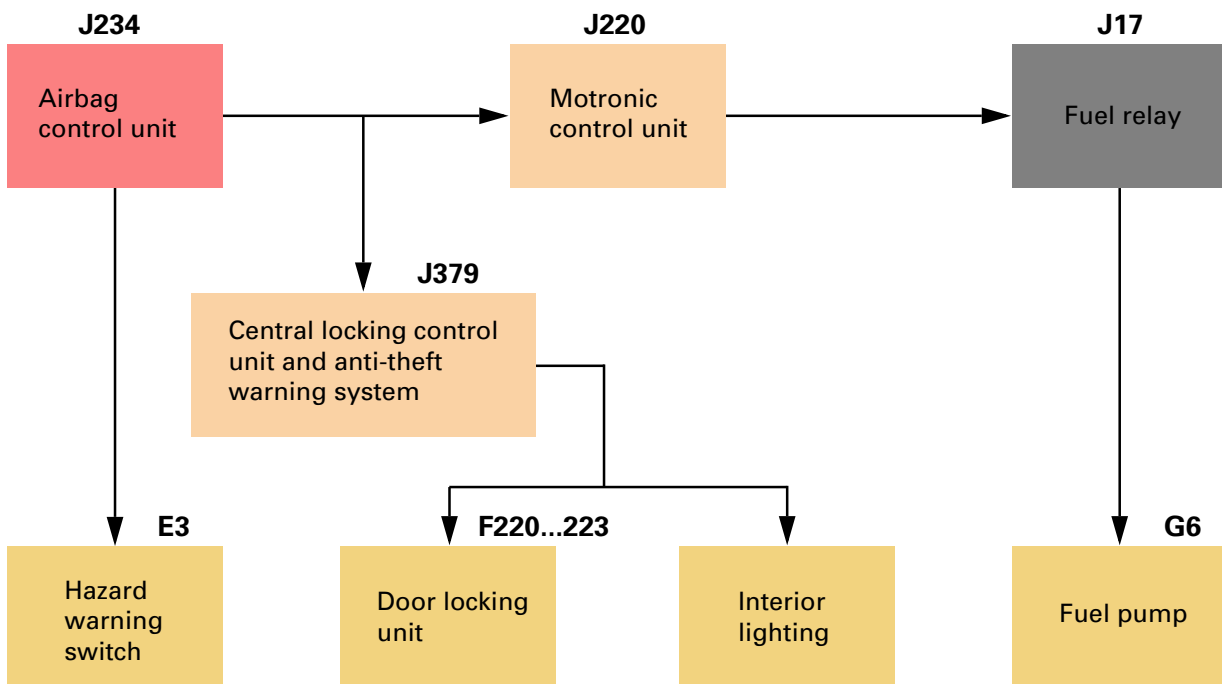 J234
J220
J17
Airbag
control unit
Motronic
control unit
Fuel relay
J379
Central locking control
unit and anti-theft
warning system
E3
F220...223
G6
Hazard
warning
switch
Door locking
unit
Interior
lighting
Fuel pump